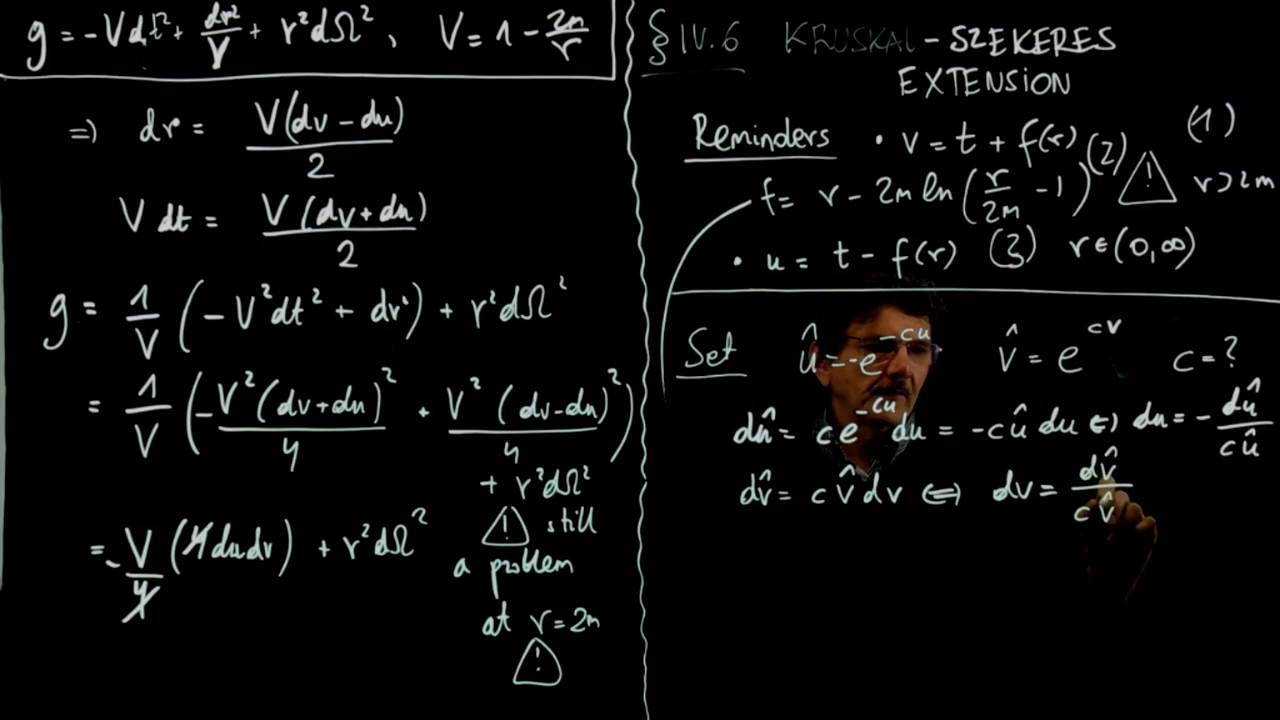 g = -Vdt² + dr²/V + r²dΩ², V = 1 - 2m/r
⇒ dr = V(dv - du)/2
V dt = V(dv+du)/2
g = 1/V (-V²dt² + dr²) + r²dΩ²
= 1/V (-V²(dv+du)²/4 + V²(dv-du)²/4)
+ r²dΩ²
⚠ still
a problem
at r = 2m
⚠
= -V/4 (4dudv) + r²dΩ²
§ IV.6 KRUSKAL-SZEKERES
EXTENSION
Reminders • v = t + f(r) (1)
f = r - 2m ln(r/2m - 1) (2) ⚠ r>2m
• u = t - f(r) (3) r∈(0,∞)
Set û = -e^{-cu} v̂ = e^{cv} c = ?
dû = ce^{-cu}du = -cû du ⇔ du = -dû/cû
dv̂ = c v̂ dv ⇔ dv = dv̂/cv̂